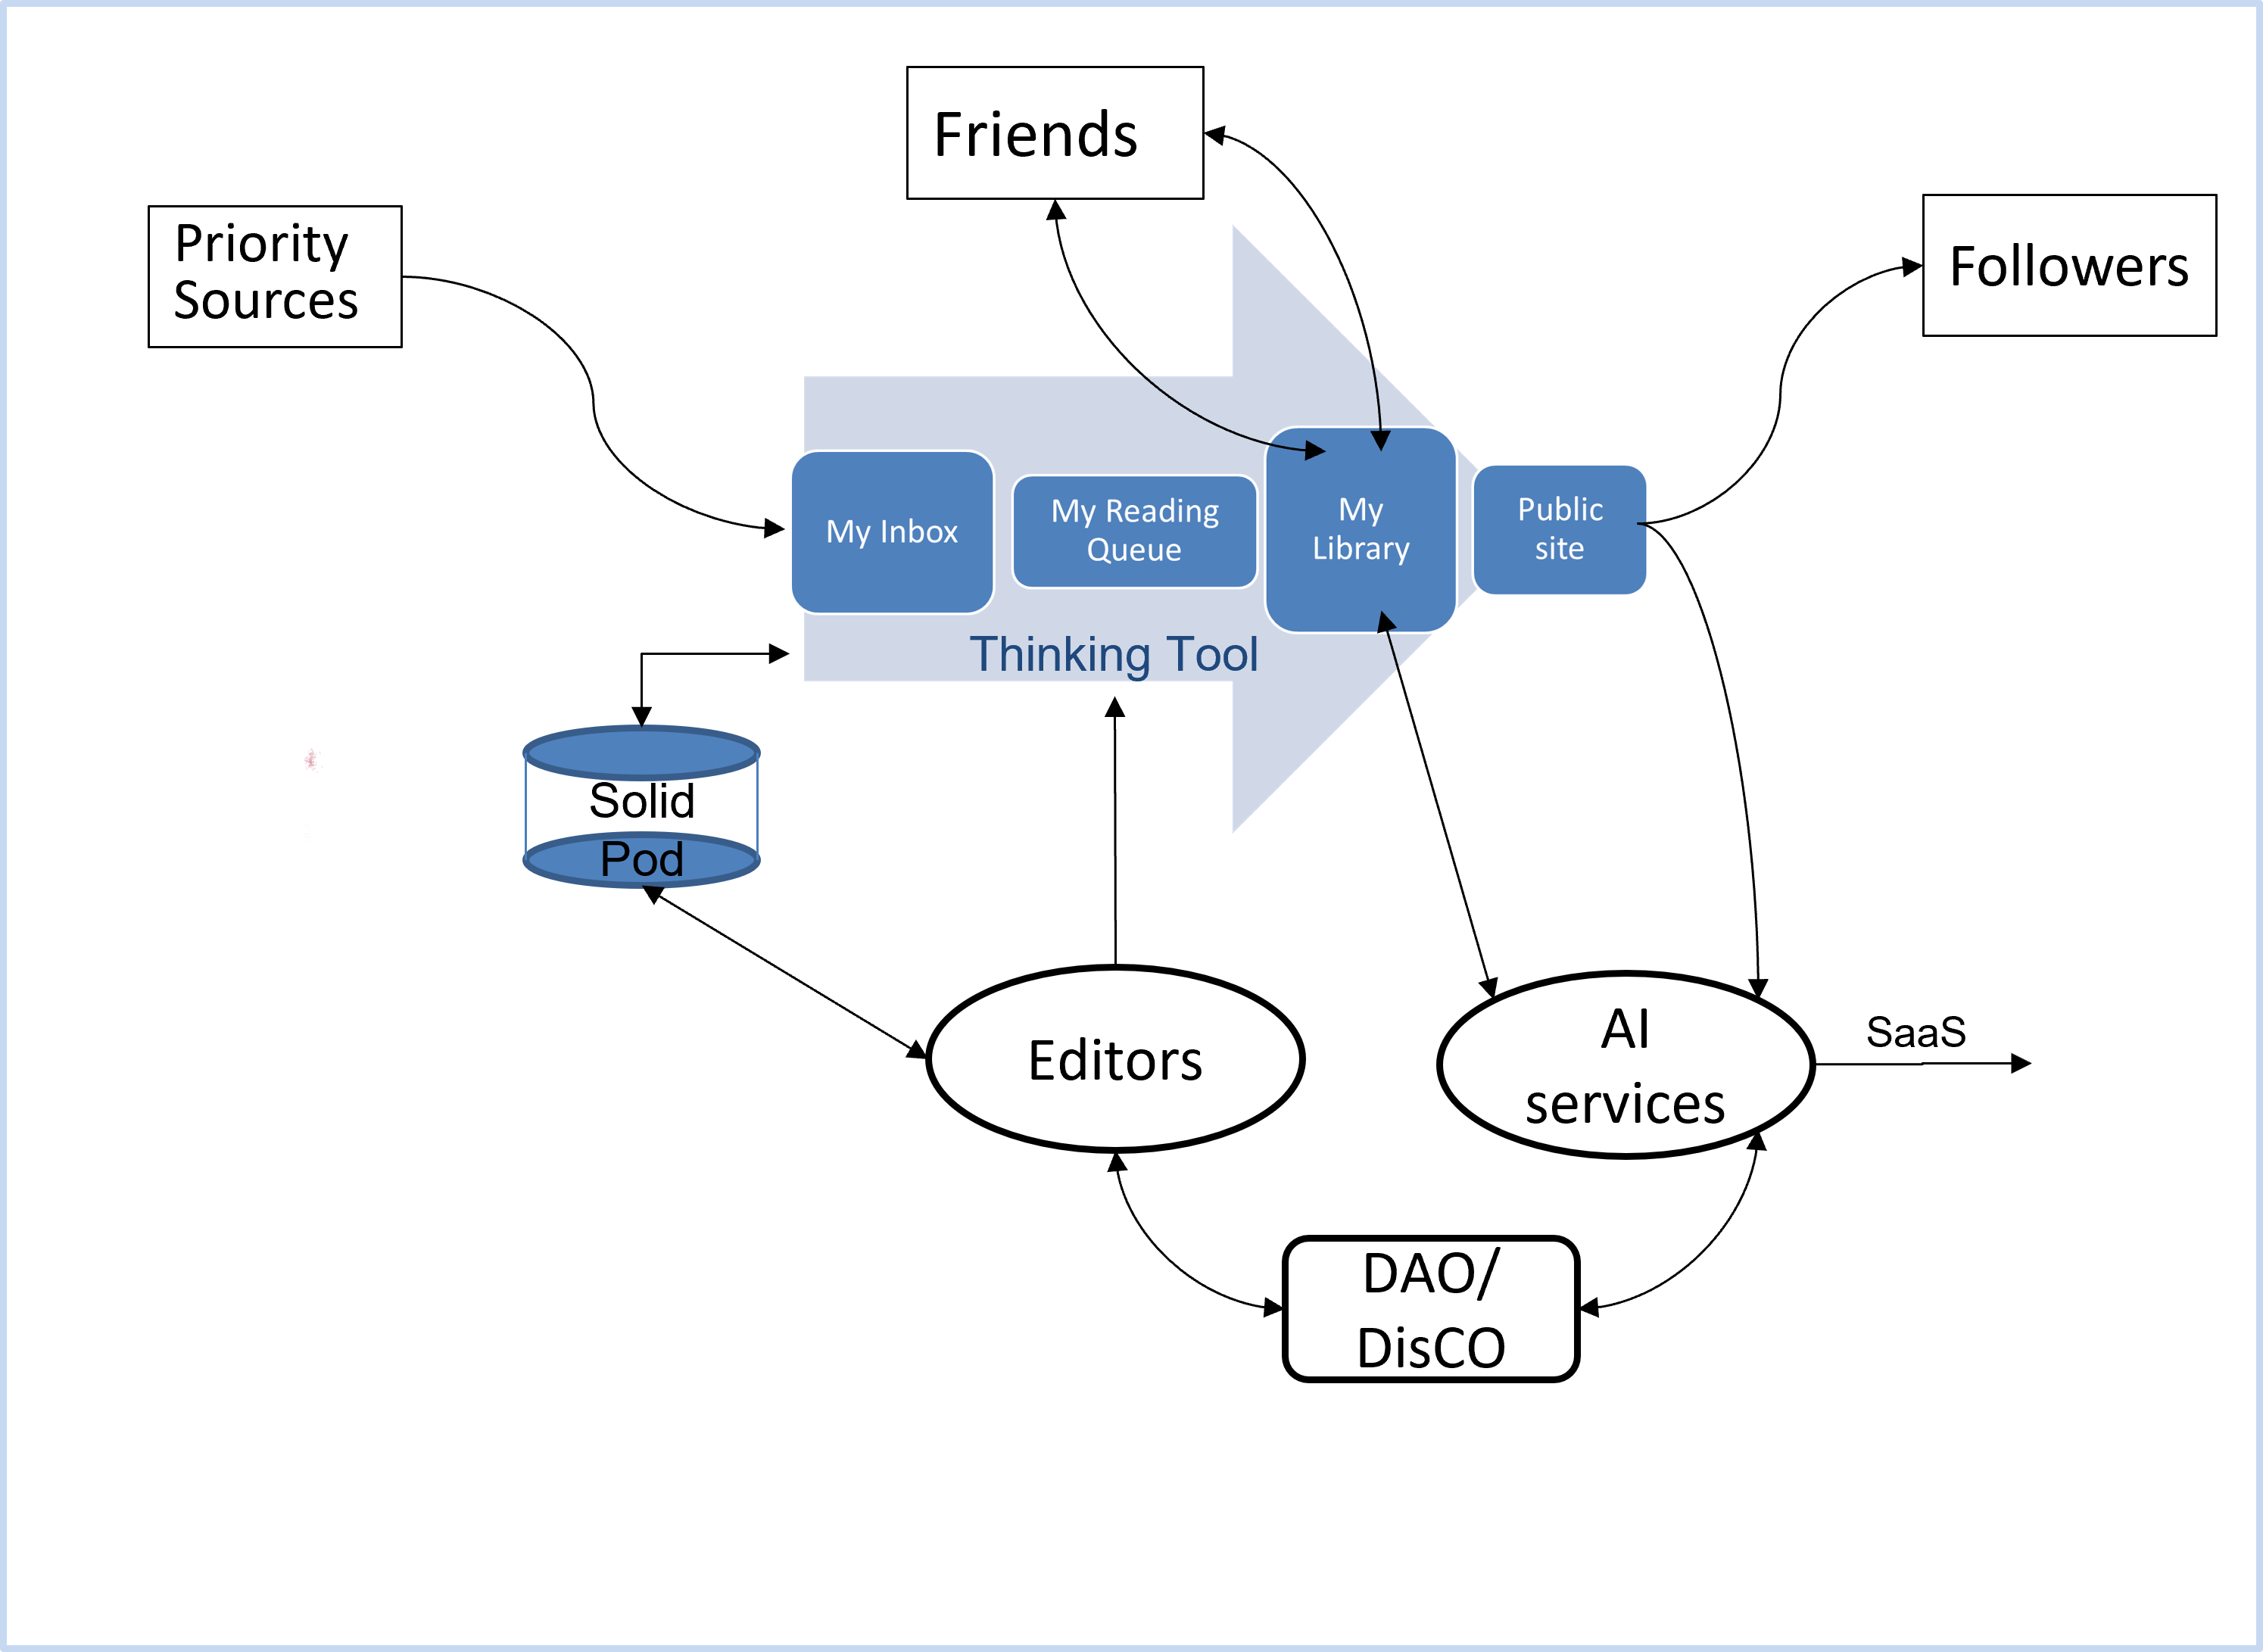 Friends
Priority
Sources
Followers
My Inbox
My Reading
Queue
My
Library
Public
site
Thinking Tool
Solid
Pod
Editors
AI
services
SaaS
DAO/
DisCO